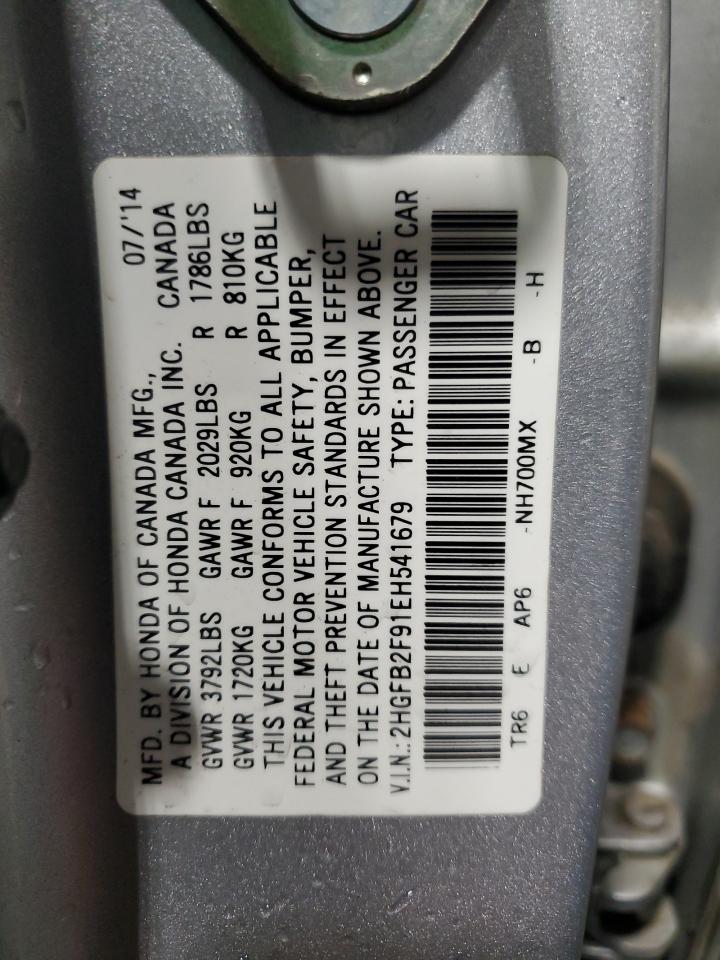 MFD. BY HONDA OF CANADA MFG., 07/'14
A DIVISION OF HONDA CANADA INC. CANADA
GVWR 3792LBS GAWR F 2029LBS R 1786LBS
GVWR 1720KG GAWR F 920KG R 810KG
THIS VEHICLE CONFORMS TO ALL APPLICABLE
FEDERAL MOTOR VEHICLE SAFETY, BUMPER,
AND THEFT PREVENTION STANDARDS IN EFFECT
ON THE DATE OF MANUFACTURE SHOWN ABOVE.
V.I.N.: 2HGFB2F91EH541679 TYPE: PASSENGER CAR
TR6 E AP6 -NH700MX -B -H